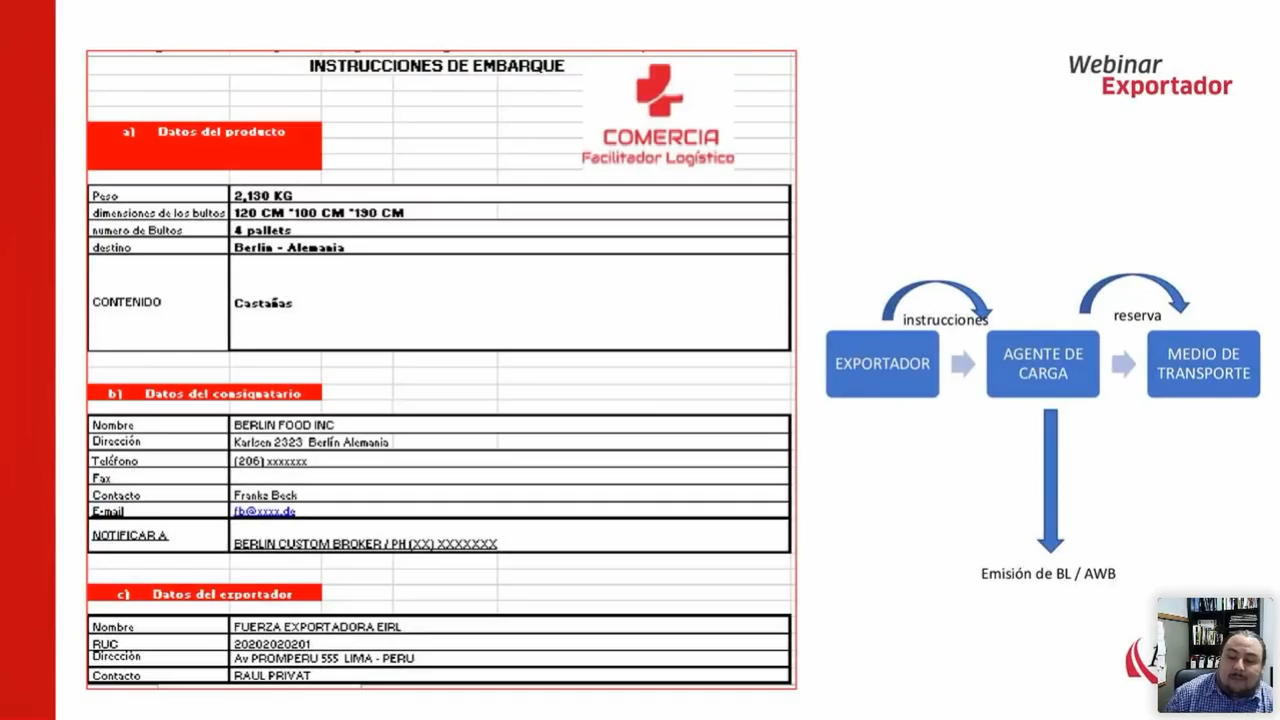 INSTRUCCIONES DE EMBARQUE
COMERCIA
Facilitador Logístico
a) Datos del producto
Peso 2,130 KG
dimensiones de los bultos 120 CM *100 CM *190 CM
numero de Bultos 4 pallets
destino Berlin - Alemania
CONTENIDO Castañas
b) Datos del consignatario
Nombre BERLIN FOOD INC
Dirección Karlsen 2323 Berlín Alemania
Teléfono (206) xxxxxxx
Fax
Contacto Franke Beck
E-mail fb@xxxx.de
NOTIFICAR A BERLIN CUSTOM BROKER / PH (XX) XXXXXXX
c) Datos del exportador
Nombre FUERZA EXPORTADORA EIRL
RUC 20202020201
Dirección Av PROMPERU 555 LIMA - PERU
Contacto RAUL PRIVAT
Webinar
Exportador
instrucciones
reserva
EXPORTADOR
AGENTE DE
CARGA
MEDIO DE
TRANSPORTE
Emisión de BL / AWB